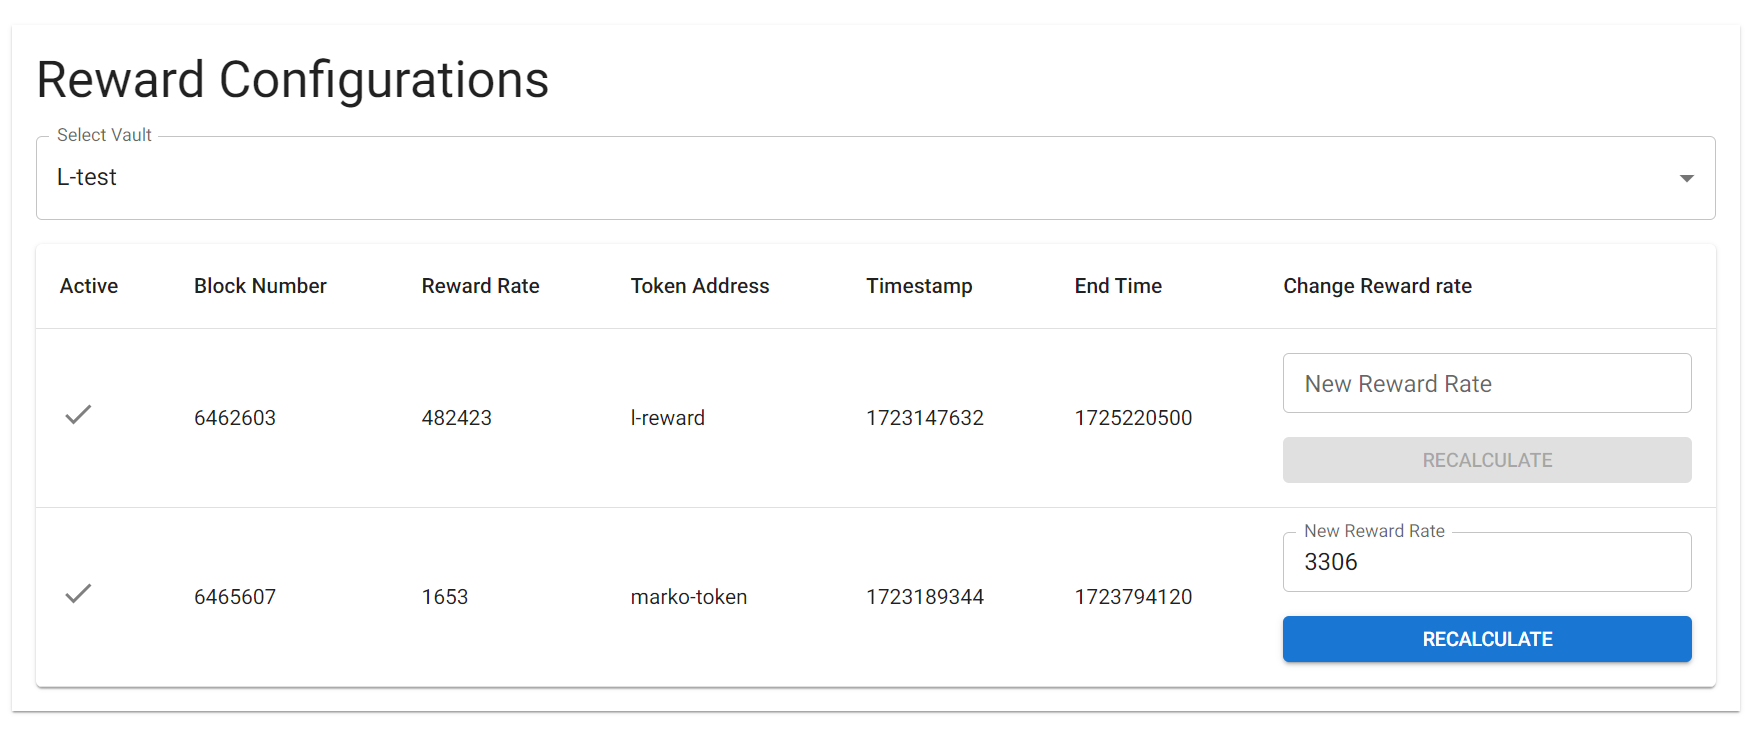 Reward Configurations
Select Vault
L-test
Active Block Number Reward Rate Token Address Timestamp End Time Change Reward rate
6462603 482423 l-reward 1723147632 1725220500 New Reward Rate
RECALCULATE
New Reward Rate
6465607 1653 marko-token 1723189344 1723794120 3306
RECALCULATE